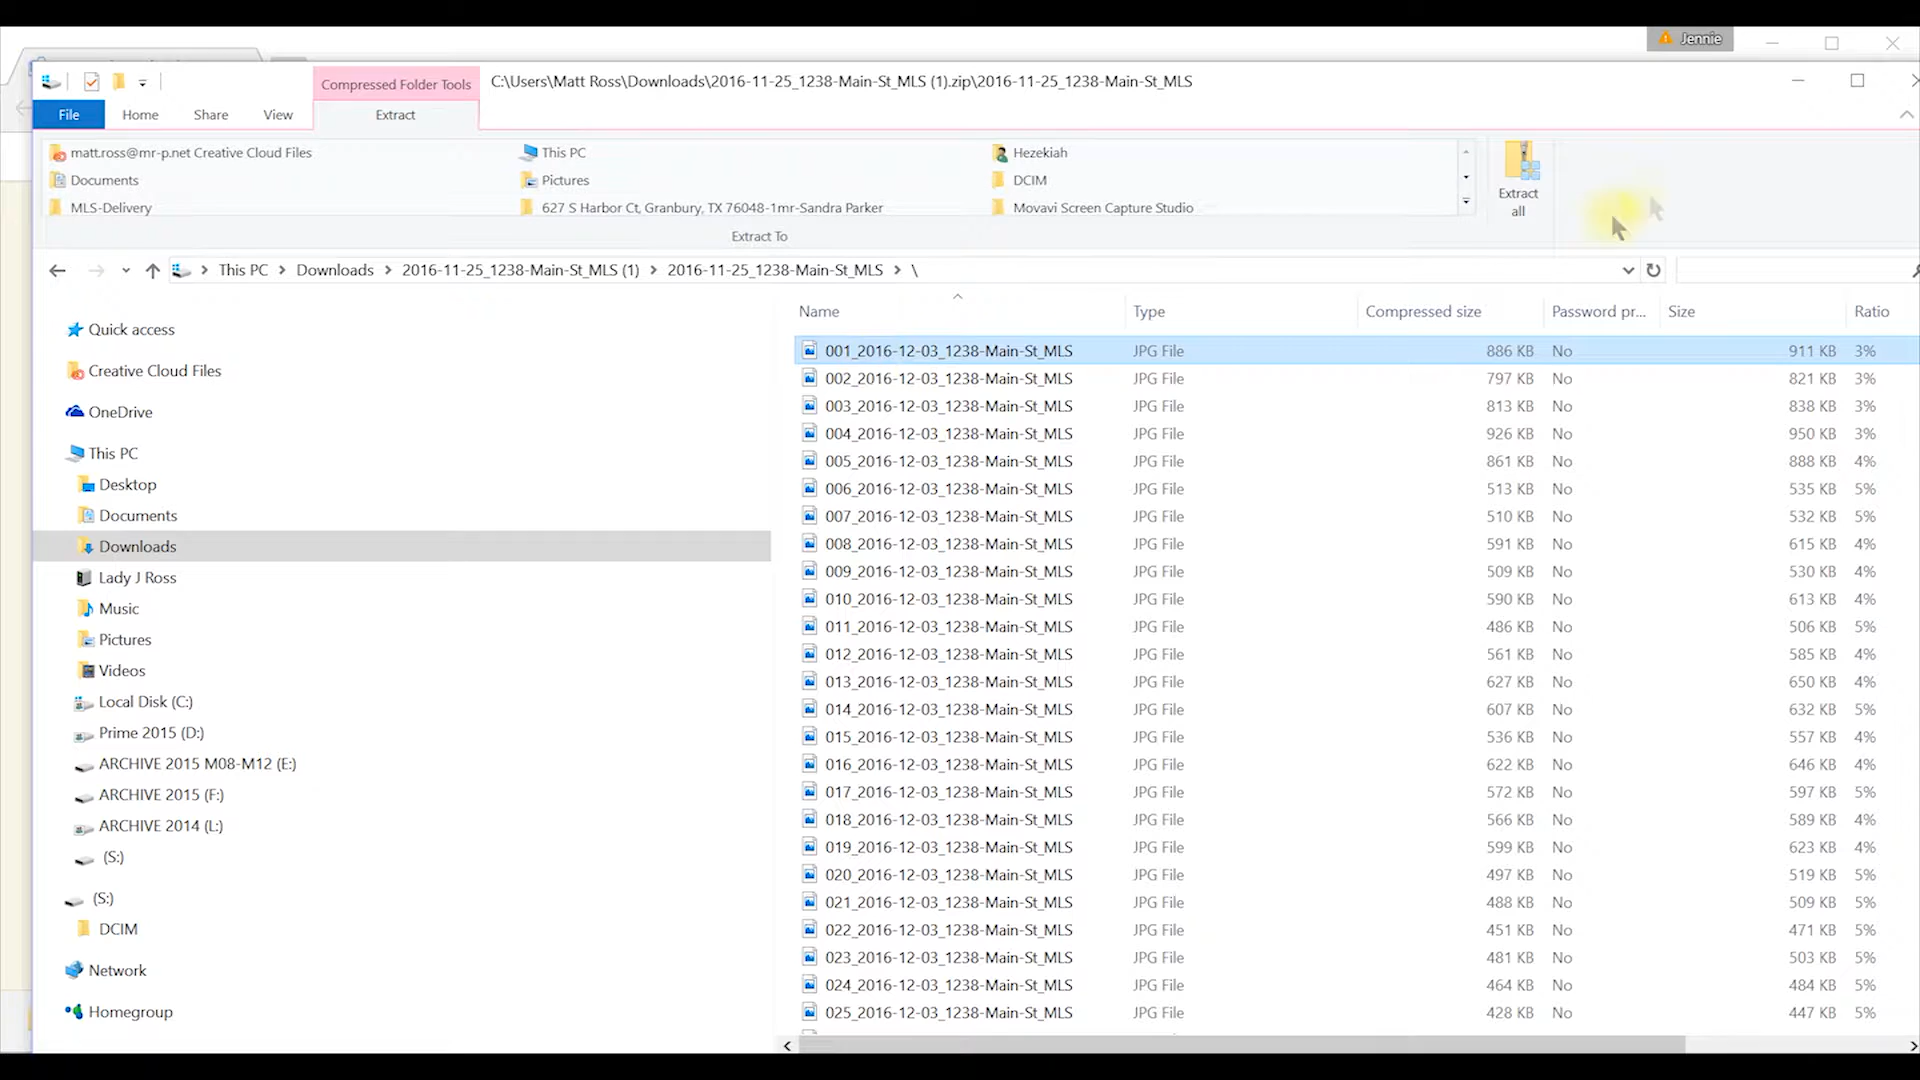 Jennie
Compressed Folder Tools
C:\Users\Matt Ross\Downloads\2016-11-25_1238-Main-St_MLS (1).zip\2016-11-25_1238-Main-St_MLS
File Home Share View Extract
matt.ross@mr-p.net Creative Cloud Files This PC Hezekiah
Documents Pictures DCIM
MLS-Delivery 627 S Harbor Ct, Granbury, TX 76048-1mr-Sandra Parker Movavi Screen Capture Studio
Extract
all
Extract To
This PC > Downloads > 2016-11-25_1238-Main-St_MLS (1) > 2016-11-25_1238-Main-St_MLS > \
Quick access
Creative Cloud Files
OneDrive
This PC
Desktop
Documents
Downloads
Lady J Ross
Music
Pictures
Videos
Local Disk (C:)
Prime 2015 (D:)
ARCHIVE 2015 M08-M12 (E:)
ARCHIVE 2015 (F:)
ARCHIVE 2014 (L:)
(S:)
(S:)
DCIM
Network
Homegroup
Name Type Compressed size Password pr... Size Ratio
001_2016-12-03_1238-Main-St_MLS JPG File 886 KB No 911 KB 3%
002_2016-12-03_1238-Main-St_MLS JPG File 797 KB No 821 KB 3%
003_2016-12-03_1238-Main-St_MLS JPG File 813 KB No 838 KB 3%
004_2016-12-03_1238-Main-St_MLS JPG File 926 KB No 950 KB 3%
005_2016-12-03_1238-Main-St_MLS JPG File 861 KB No 888 KB 4%
006_2016-12-03_1238-Main-St_MLS JPG File 513 KB No 535 KB 5%
007_2016-12-03_1238-Main-St_MLS JPG File 510 KB No 532 KB 5%
008_2016-12-03_1238-Main-St_MLS JPG File 591 KB No 615 KB 4%
009_2016-12-03_1238-Main-St_MLS JPG File 509 KB No 530 KB 4%
010_2016-12-03_1238-Main-St_MLS JPG File 590 KB No 613 KB 4%
011_2016-12-03_1238-Main-St_MLS JPG File 486 KB No 506 KB 5%
012_2016-12-03_1238-Main-St_MLS JPG File 561 KB No 585 KB 4%
013_2016-12-03_1238-Main-St_MLS JPG File 627 KB No 650 KB 4%
014_2016-12-03_1238-Main-St_MLS JPG File 607 KB No 632 KB 5%
015_2016-12-03_1238-Main-St_MLS JPG File 536 KB No 557 KB 4%
016_2016-12-03_1238-Main-St_MLS JPG File 622 KB No 646 KB 4%
017_2016-12-03_1238-Main-St_MLS JPG File 572 KB No 597 KB 5%
018_2016-12-03_1238-Main-St_MLS JPG File 566 KB No 589 KB 4%
019_2016-12-03_1238-Main-St_MLS JPG File 599 KB No 623 KB 4%
020_2016-12-03_1238-Main-St_MLS JPG File 497 KB No 519 KB 5%
021_2016-12-03_1238-Main-St_MLS JPG File 488 KB No 509 KB 5%
022_2016-12-03_1238-Main-St_MLS JPG File 451 KB No 471 KB 5%
023_2016-12-03_1238-Main-St_MLS JPG File 481 KB No 503 KB 5%
024_2016-12-03_1238-Main-St_MLS JPG File 464 KB No 484 KB 5%
025_2016-12-03_1238-Main-St_MLS JPG File 428 KB No 447 KB 5%